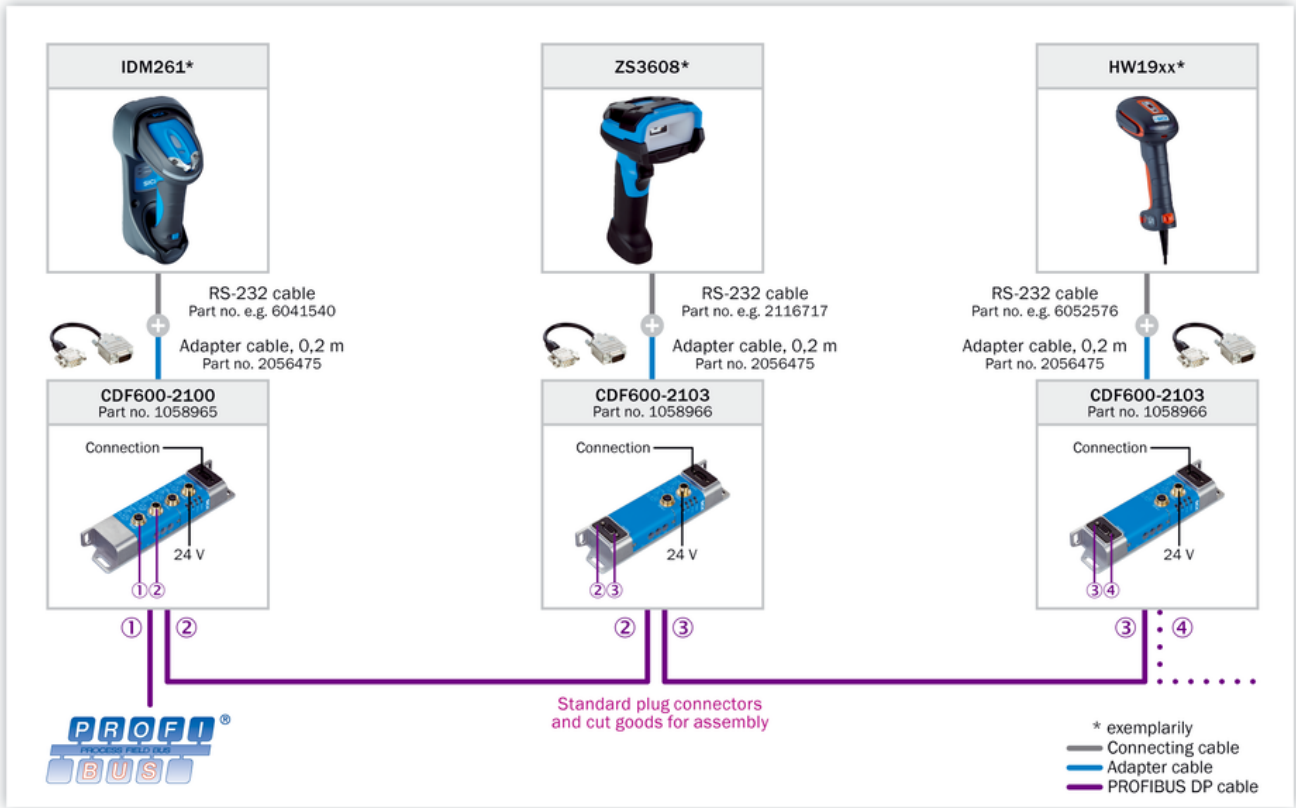 IDM261*
RS-232 cable
Part no. e.g. 6041540
Adapter cable, 0,2 m
Part no. 2056475
CDF600-2100
Part no. 1058965
Connection
24 V
①②
① ②
ZS3608*
RS-232 cable
Part no. e.g. 2116717
Adapter cable, 0,2 m
Part no. 2056475
CDF600-2103
Part no. 1058966
Connection
24 V
②③
② ③
HW19xx*
RS-232 cable
Part no. e.g. 6052576
Adapter cable, 0,2 m
Part no. 2056475
CDF600-2103
Part no. 1058966
Connection
24 V
③④
③ ④
Standard plug connectors
and cut goods for assembly
PROFI®
PROCESS FIELD BUS
BUS
* exemplarily
Connecting cable
Adapter cable
PROFIBUS DP cable